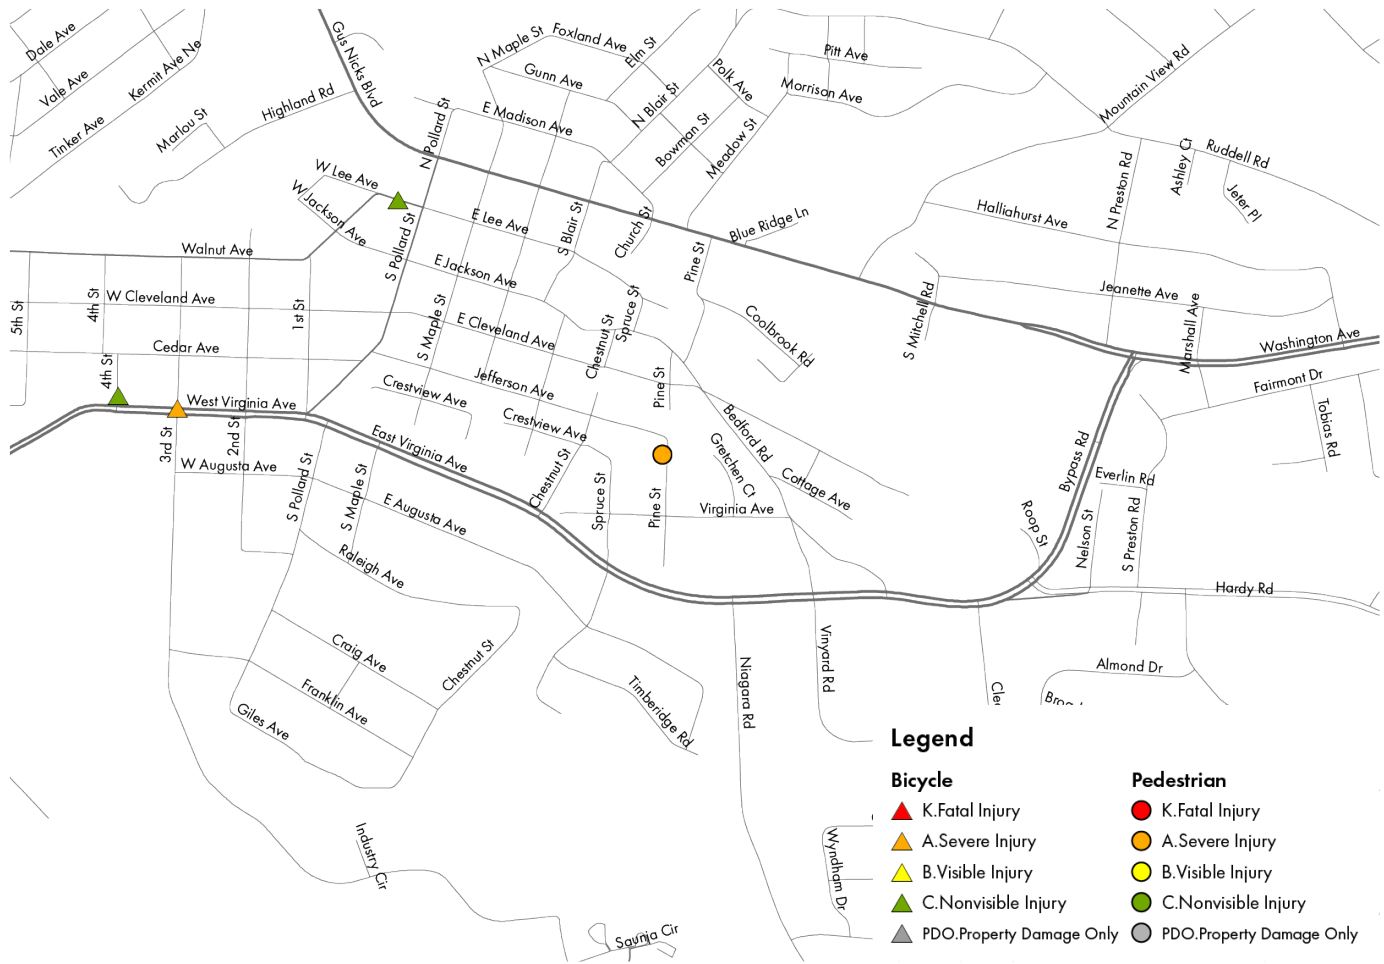 Dale Ave
Vale Ave
Kermit Ave Ne
Tinker Ave
Marlou St
Highland Rd
Gus Nicks Blvd
N Maple St
Foxland Ave
Elm St
Gunn Ave
Polk Ave
N Blair St
Pitt Ave
Morrison Ave
Mountain View Rd
N Pollard St
E Madison Ave
Bowman St
Meadow St
Ruddell Rd
Ashley Ct
N Preston Rd
Jeter Pl
W Lee Ave
W Jackson Ave
S Pollard St
E Lee Ave
S Blair St
Church St
Blue Ridge Ln
Halliahurst Ave
Walnut Ave
Pine St
E Jackson Ave
Jeanette Ave
5th St
4th St
W Cleveland Ave
1st St
S Maple St
E Cleveland Ave
Chestnut St
Spruce St
Coolbrook Rd
S Mitchell Rd
Marshall Ave
Washington Ave
Cedar Ave
4th St
Jefferson Ave
Pine St
Fairmont Dr
Crestview Ave
West Virginia Ave
Crestview Ave
Bedford Rd
Tobias Rd
3rd St
2nd St
East Virginia Ave
Gretchen Ct
Bypass Rd
W Augusta Ave
S Pollard St
S Maple St
E Augusta Ave
Chestnut St
Spruce St
Pine St
Cottage Ave
Virginia Ave
Everlin Rd
Roop St
Nelson St
S Preston Rd
Raleigh Ave
Hardy Rd
Craig Ave
Chestnut St
Franklin Ave
Giles Ave
Timberidge Rd
Niagara Rd
Vinyard Rd
Almond Dr
Industry Cir
Wyndham Dr
Saunja Cir
Legend
Bicycle
K.Fatal Injury
A.Severe Injury
B.Visible Injury
C.Nonvisible Injury
PDO.Property Damage Only
Pedestrian
K.Fatal Injury
A.Severe Injury
B.Visible Injury
C.Nonvisible Injury
PDO.Property Damage Only